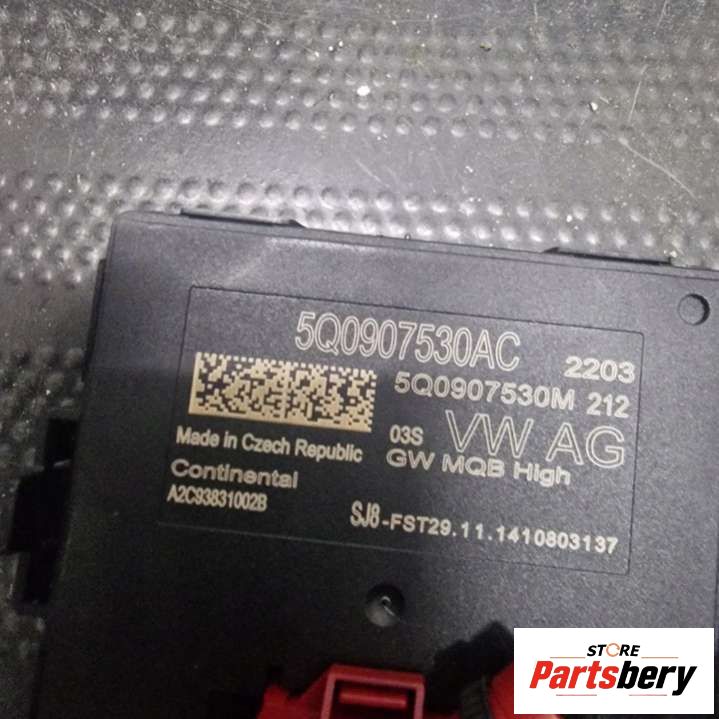 5Q0907530AC 2203
5Q0907530M 212
03S VW AG
Made in Czech Republic
GW MQB High
Continental
A2C93831002B
SJ8-FST29.11.1410803137
STORE
Partsbery